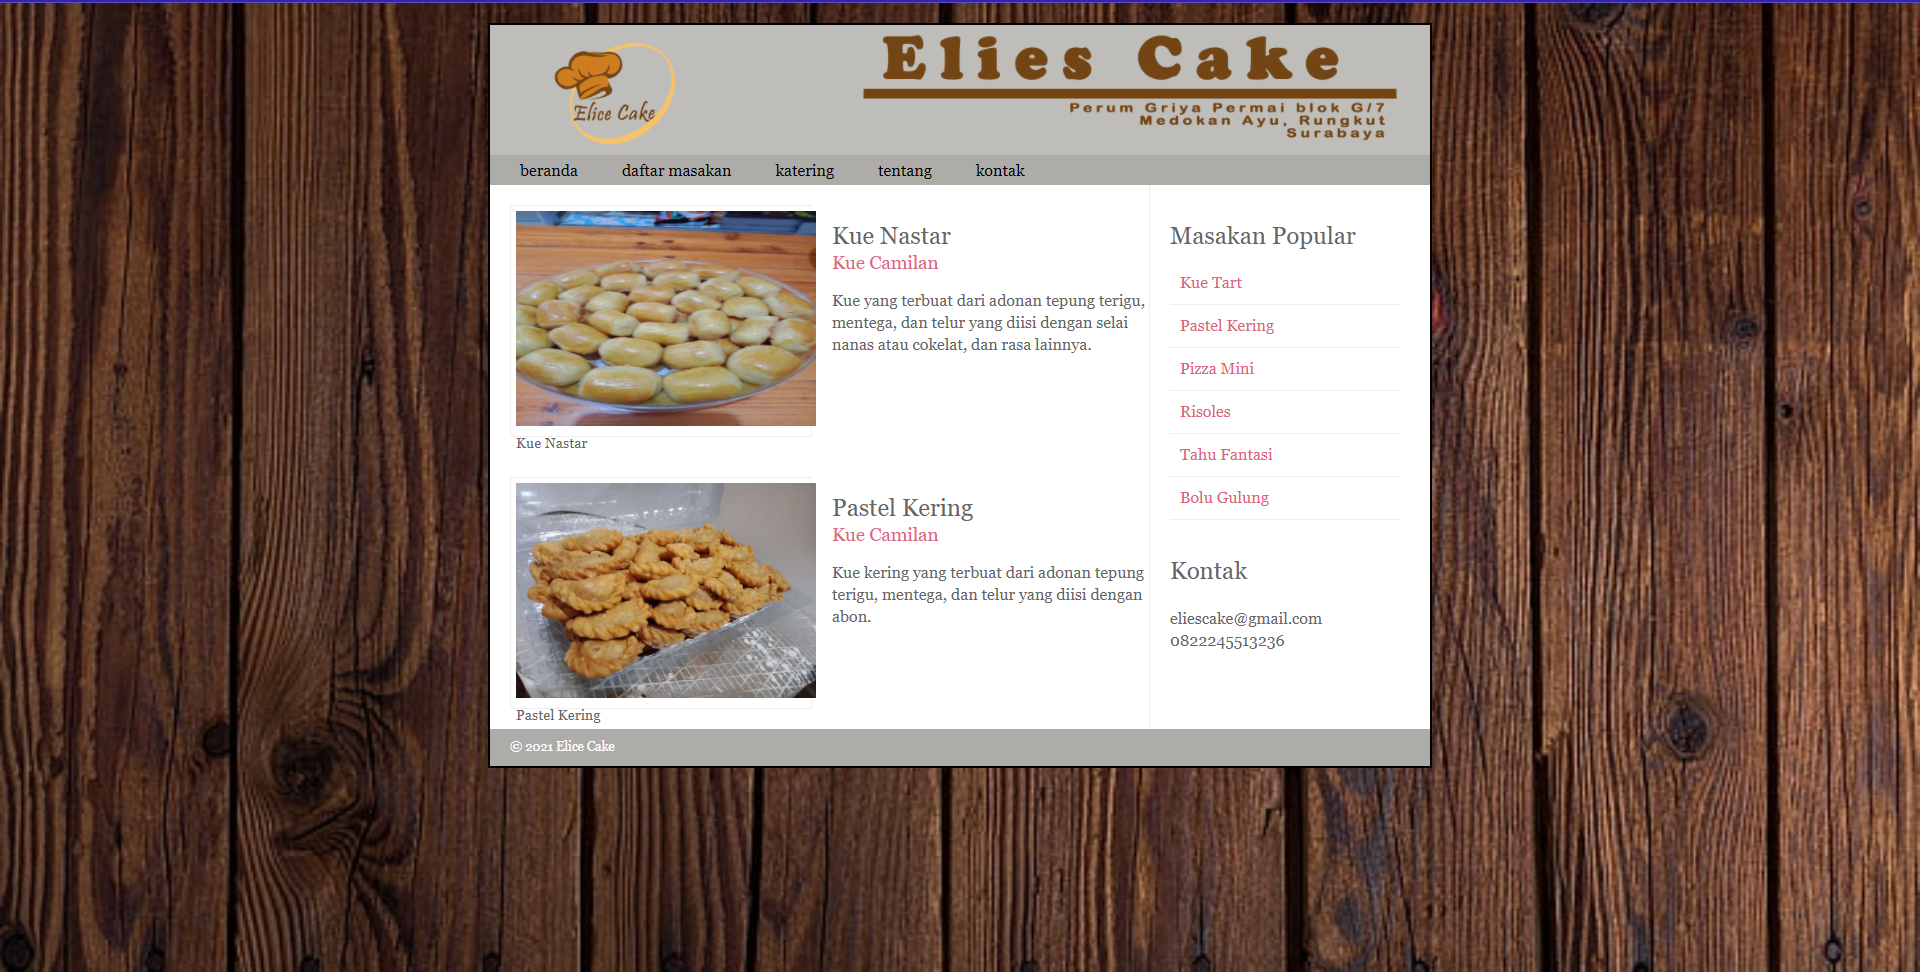 Elice Cake
Elies Cake
Perum Griya Permai blok G/7
Medokan Ayu, Rungkut
Surabaya
beranda daftar masakan katering tentang kontak
Kue Nastar
Kue Nastar
Kue Camilan
Kue yang terbuat dari adonan tepung terigu,
mentega, dan telur yang diisi dengan selai
nanas atau cokelat, dan rasa lainnya.
Pastel Kering
Pastel Kering
Kue Camilan
Kue kering yang terbuat dari adonan tepung
terigu, mentega, dan telur yang diisi dengan
abon.
Masakan Popular
Kue Tart
Pastel Kering
Pizza Mini
Risoles
Tahu Fantasi
Bolu Gulung
Kontak
eliescake@gmail.com
0822245513236
© 2021 Elice Cake